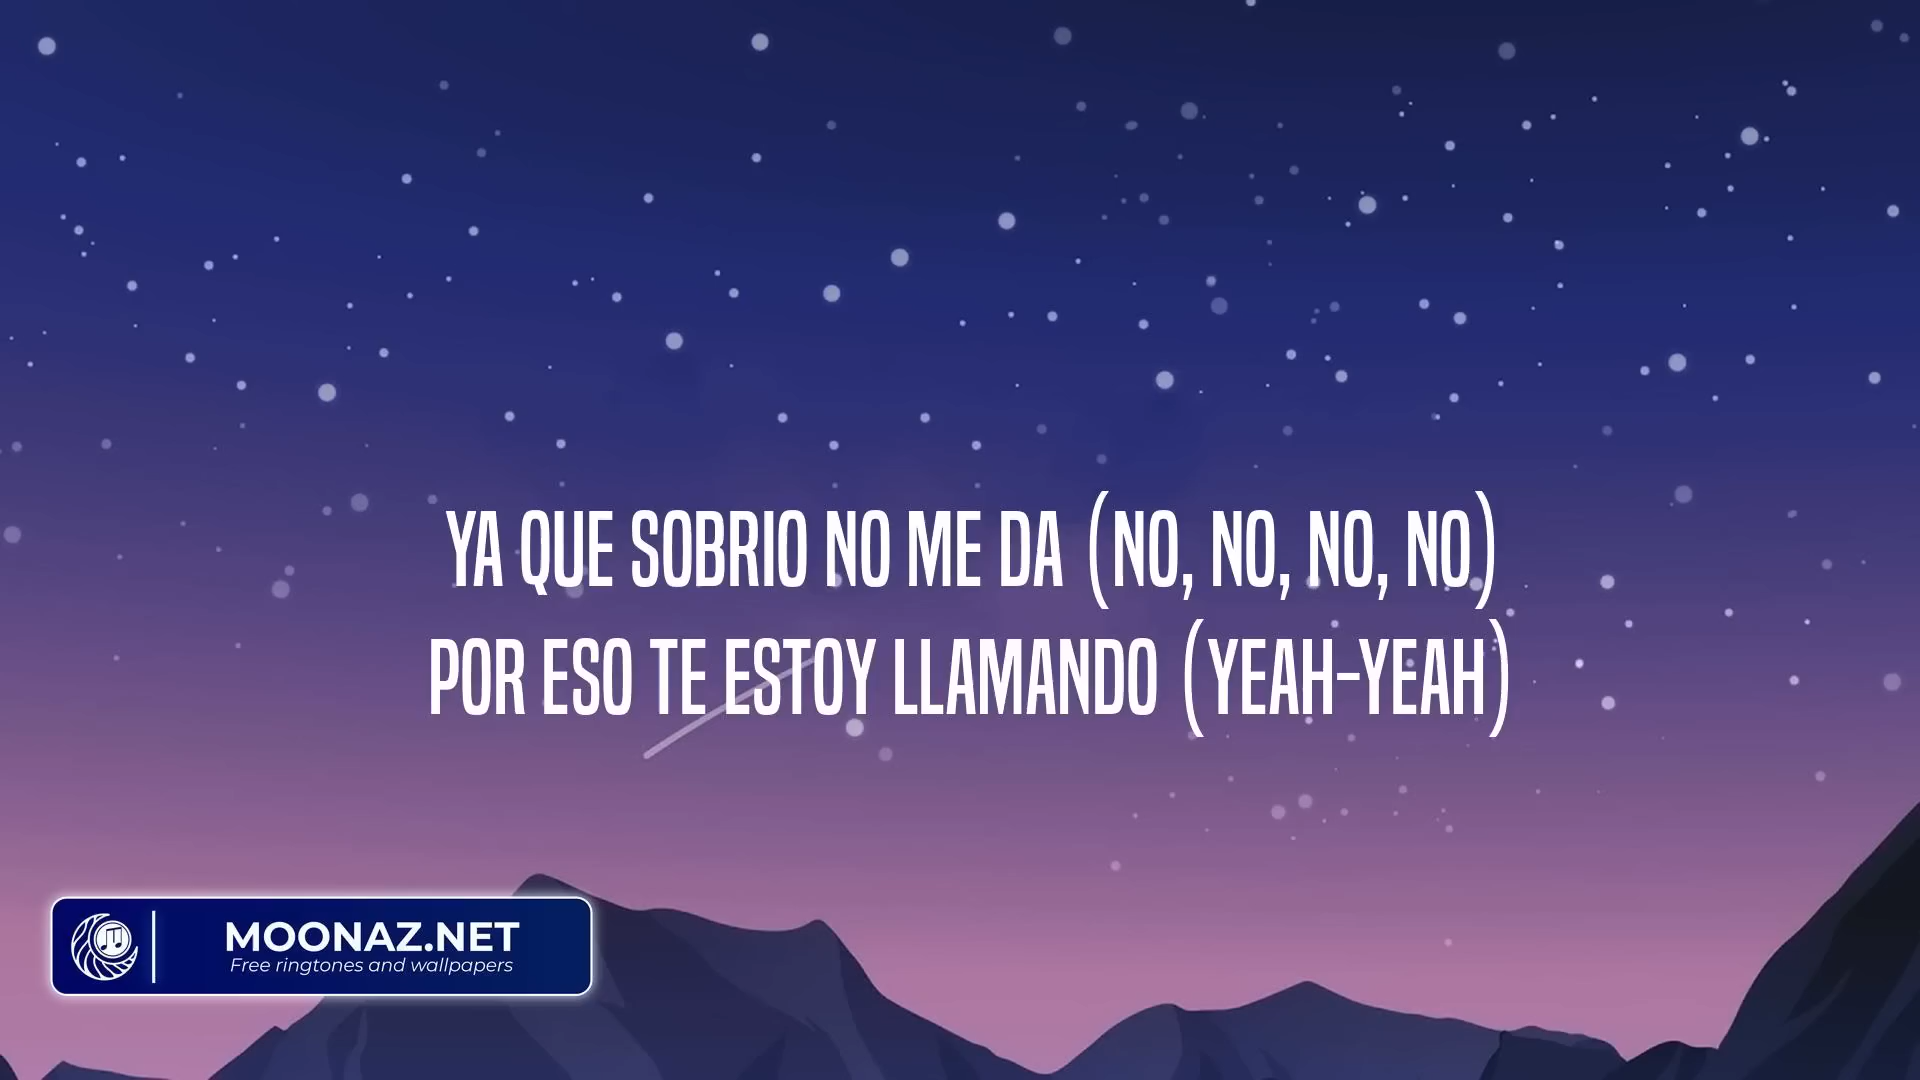 YA QUE SOBRIO NO ME DA (NO, NO, NO, NO)
POR ESO TE ESTOY LLAMANDO (YEAH-YEAH)
MOONAZ.NET
Free ringtones and wallpapers